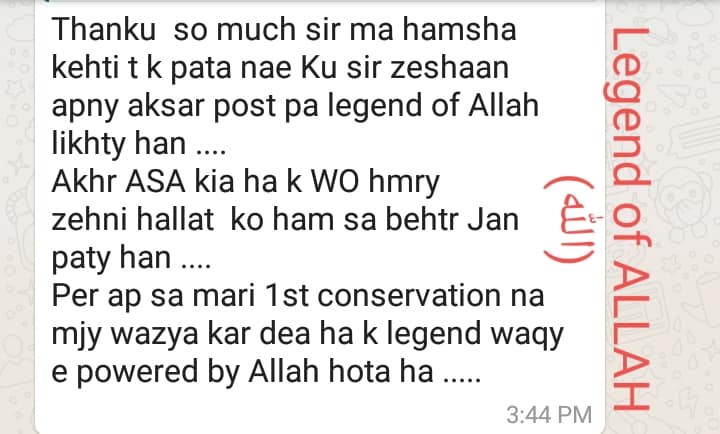 Thanku so much sir ma hamsha
kehti t k pata nae Ku sir zeshaan
apny aksar post pa legend of Allah
likhty han ....
Akhr ASA kia ha k WO hmry
zehni hallat ko ham sa behtr Jan
paty han ....
Per ap sa mari 1st conservation na
mjy wazya kar dea ha k legend waqy
e powered by Allah hota ha .....
3:44 PM
Legend of ALLAH
(الله)